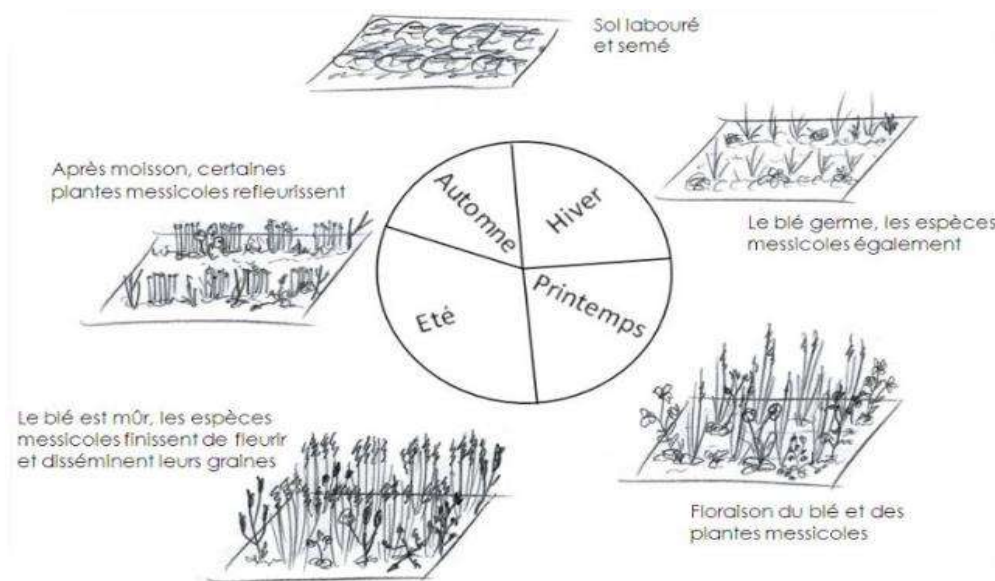 Sol labouré
et semé
Après moisson, certaines
plantes messicoles refleurissent
Automne
Hiver
Le blé germe, les espèces
messicoles également
Eté
Printemps
Le blé est mûr, les espèces
messicoles finissent de fleurir
et disséminent leurs graines
Floraison du blé et des
plantes messicoles